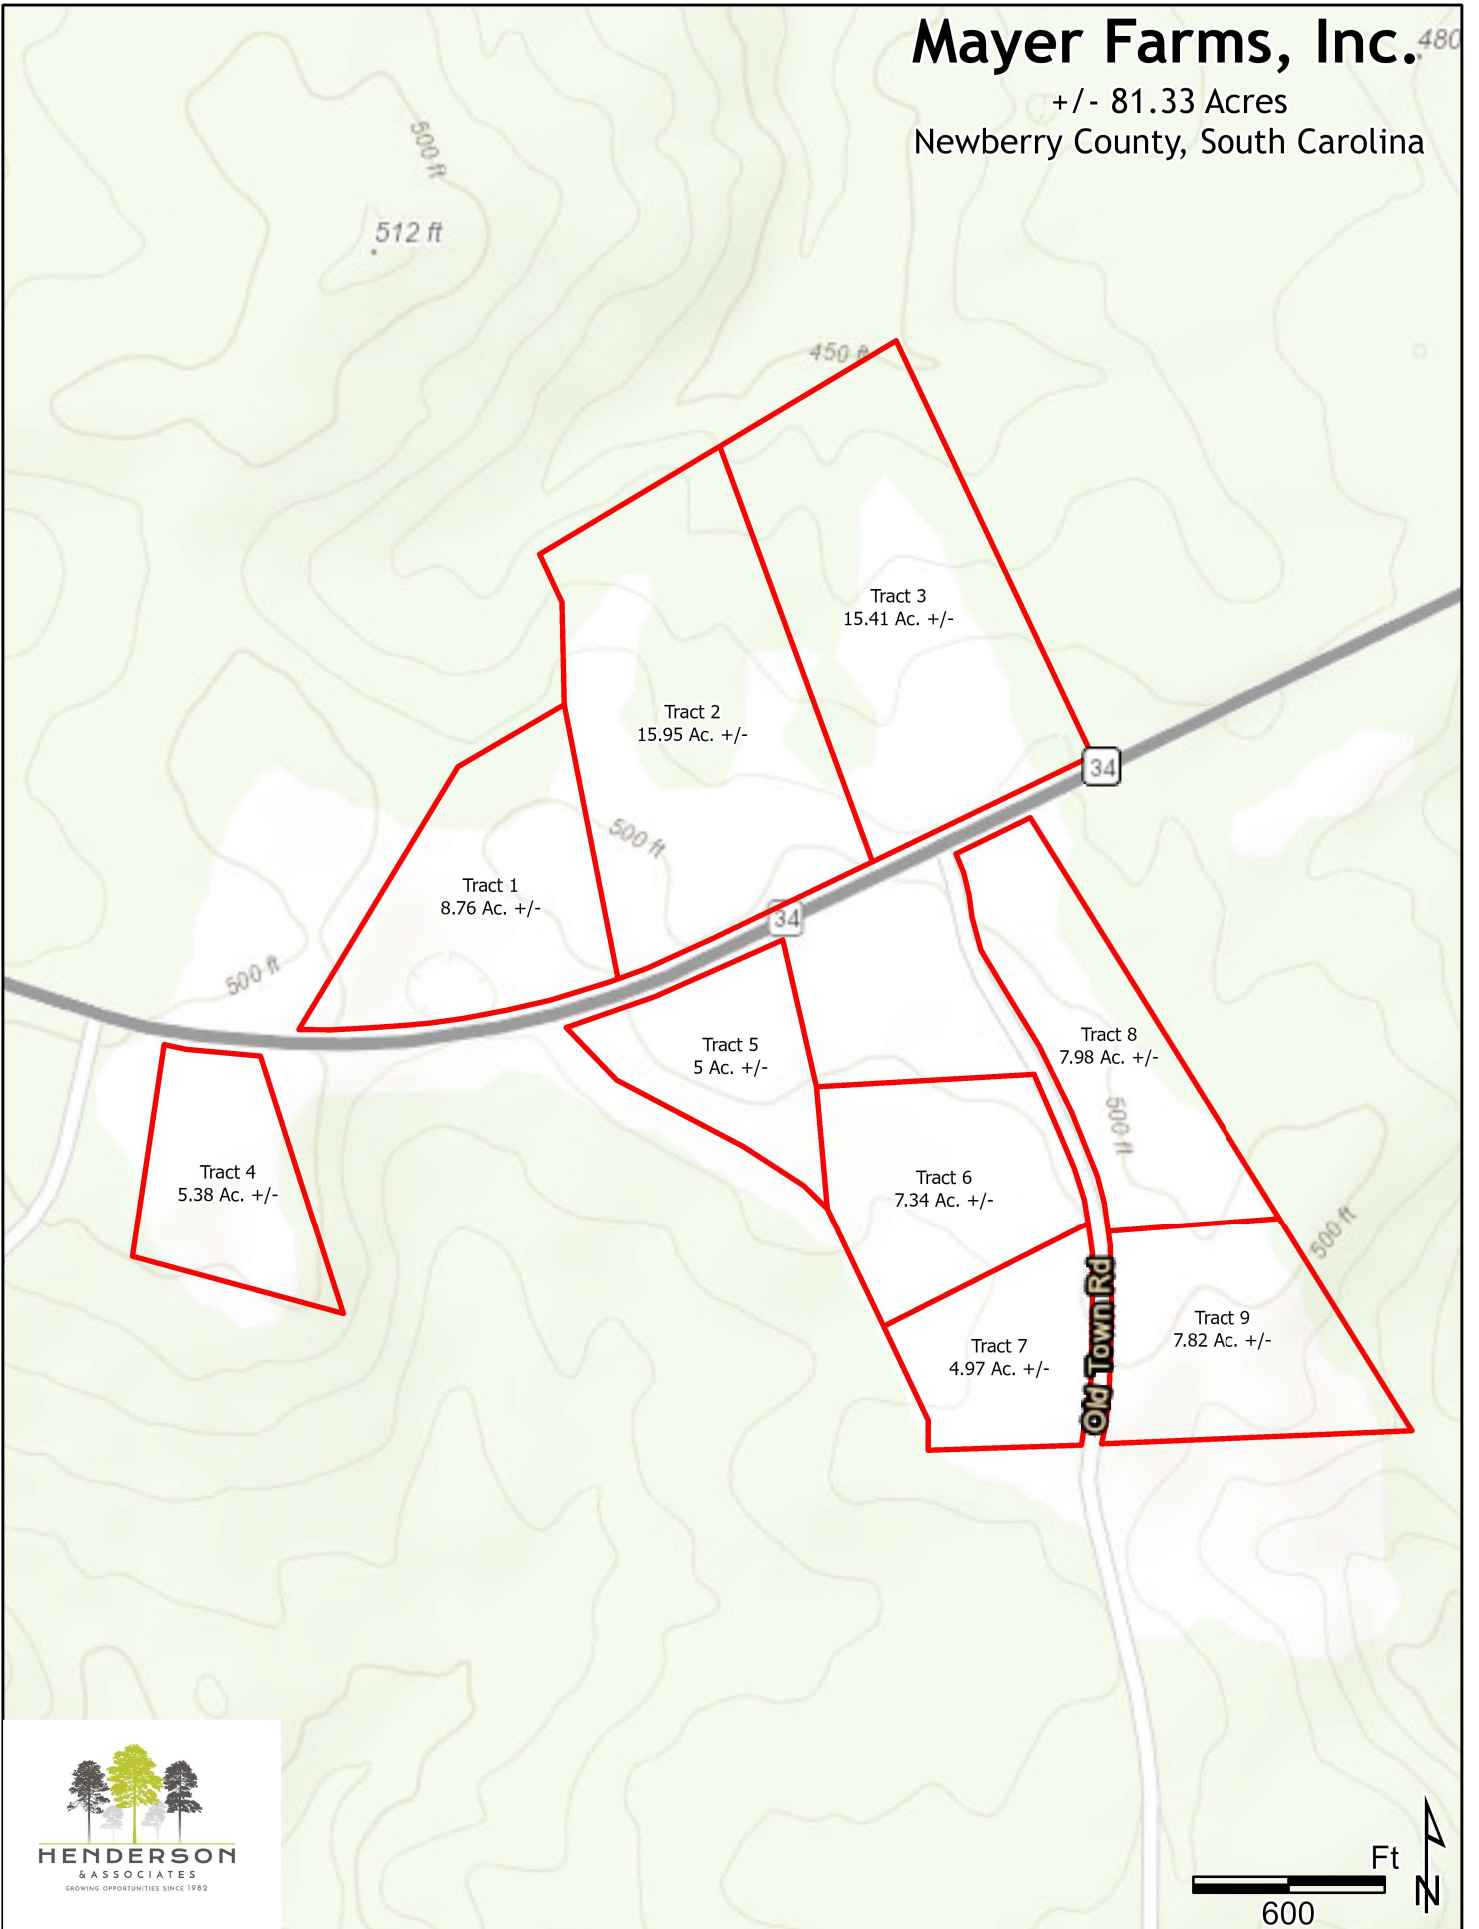 Mayer Farms, Inc.
480
+/- 81.33 Acres
Newberry County, South Carolina
500 ft
512 ft
450 ft
Tract 3
15.41 Ac. +/-
Tract 2
15.95 Ac. +/-
34
500 ft
Tract 1
8.76 Ac. +/-
34
500 ft
Tract 5
5 Ac. +/-
Tract 8
7.98 Ac. +/-
500 ft
Tract 4
5.38 Ac. +/-
Tract 6
7.34 Ac. +/-
500 ft
Old Town Rd
Tract 9
7.82 Ac. +/-
Tract 7
4.97 Ac. +/-
HENDERSON
& ASSOCIATES
GROWING OPPORTUNITIES SINCE 1982
Ft
600
N